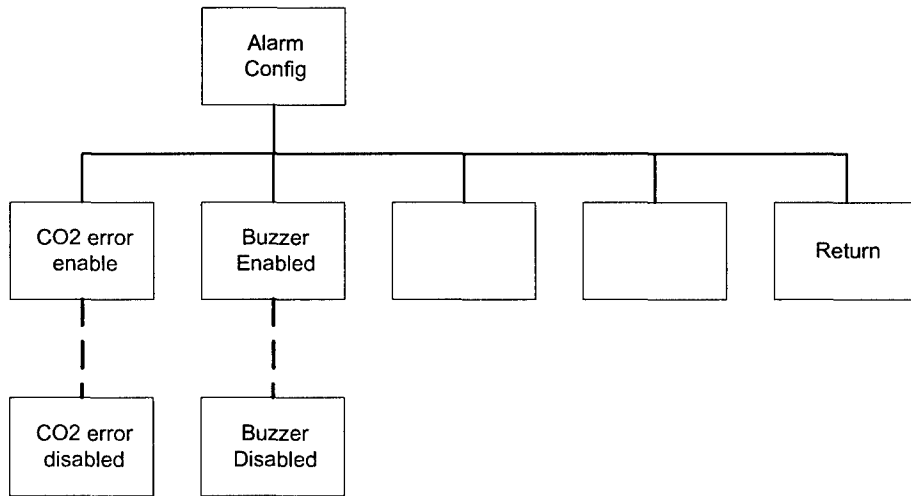 Alarm
Config
CO2 error
enable
Buzzer
Enabled
Return
CO2 error
disabled
Buzzer
Disabled